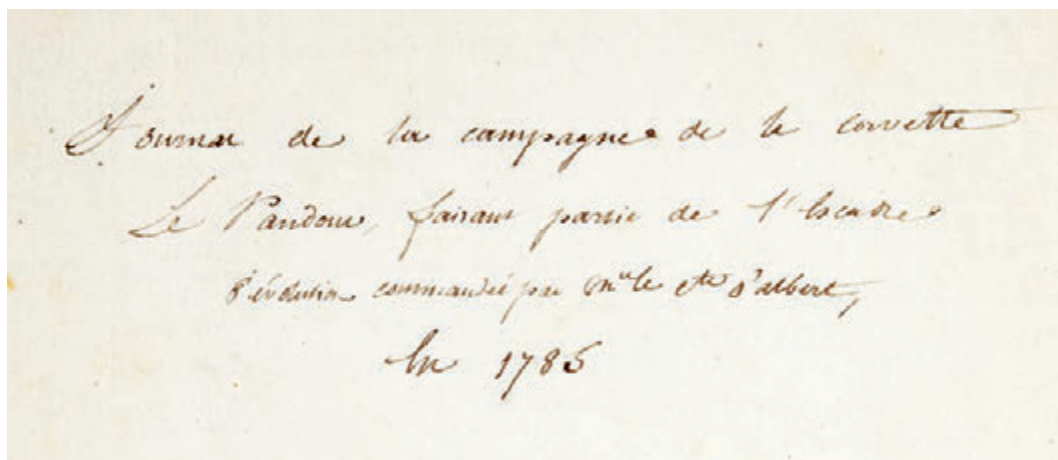 Journal de la campagne de la corvette
Le Pandour, faisant partie de l'Escadre
d'évolution commandé par Mr. le cte d'albert,
En 1785